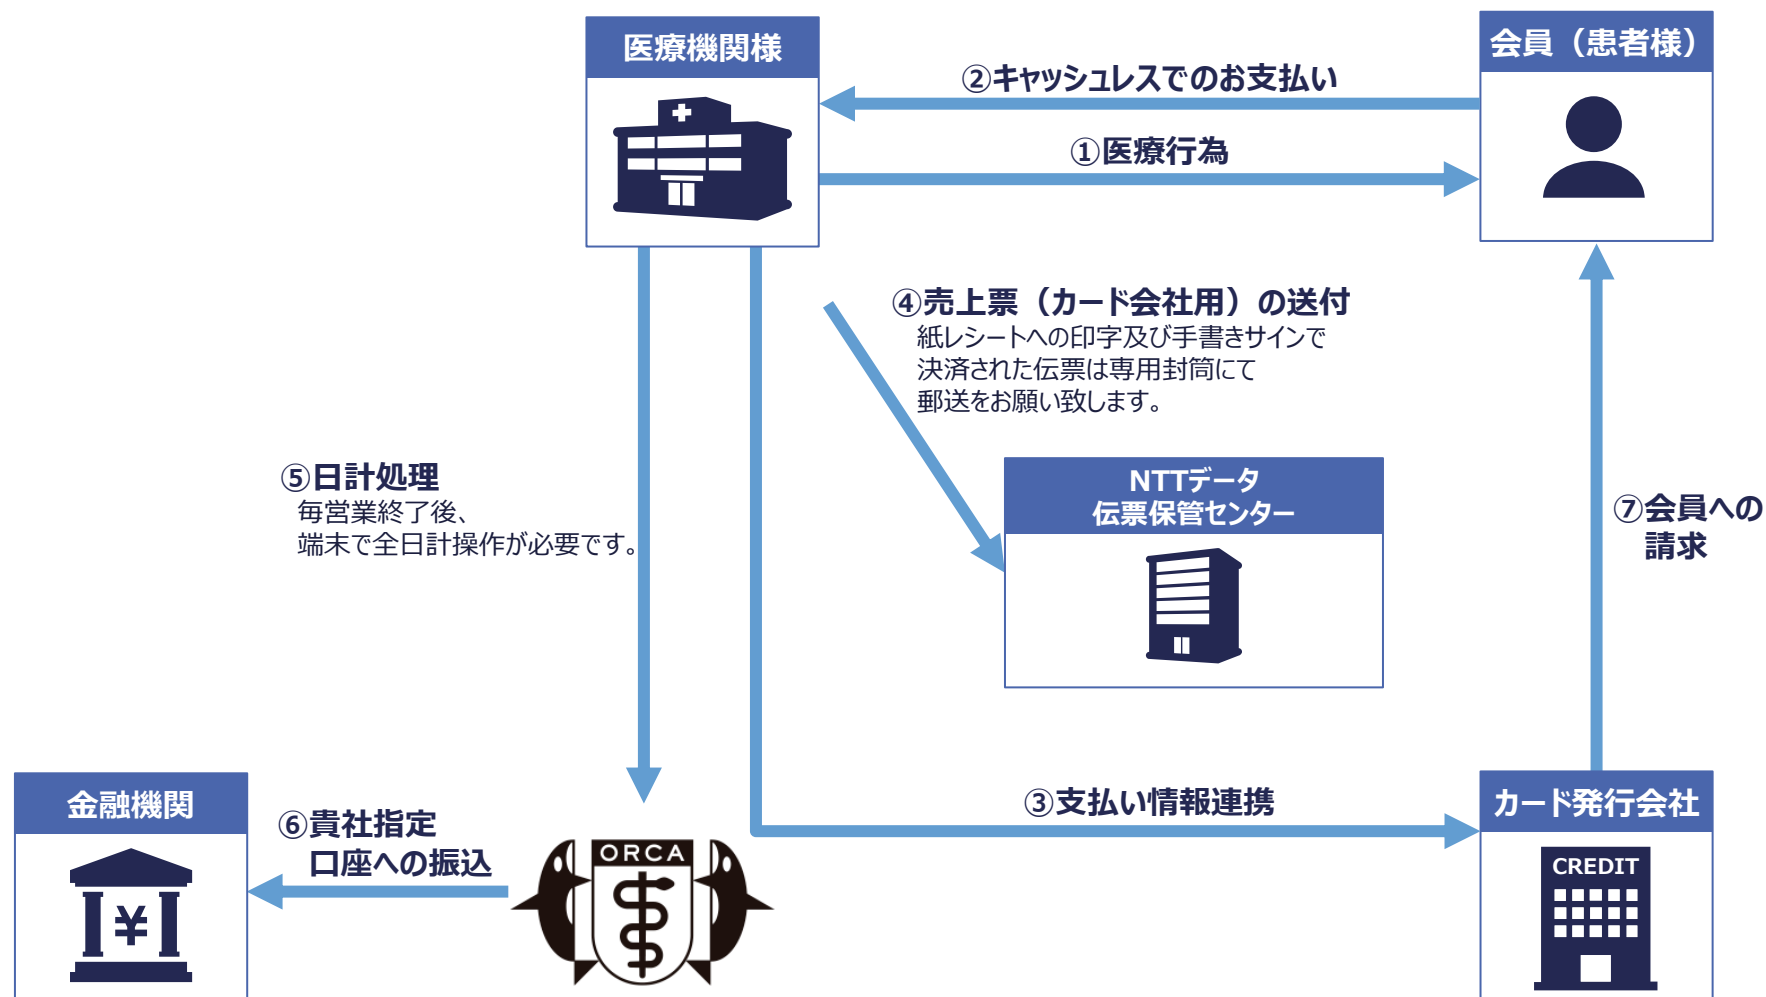 医療機関様
会員（患者様）
②キャッシュレスでのお支払い
①医療行為
④売上票（カード会社用）の送付
紙レシートへの印字及び手書きサインで
決済された伝票は専用封筒にて
郵送をお願い致します。
⑤日計処理
毎営業終了後、
端末で全日計操作が必要です。
NTTデータ
伝票保管センター
⑦会員への
請求
金融機関
⑥貴社指定
口座への振込
¥
ORCA
③支払い情報連携
カード発行会社
CREDIT